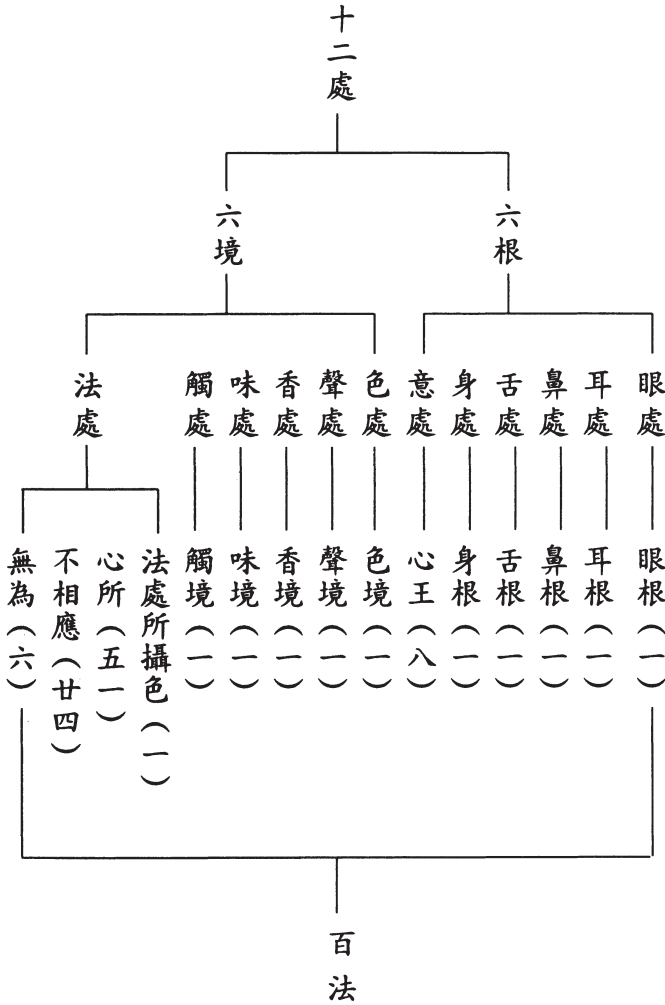 十二處
六根
六境
眼處
耳處
鼻處
舌處
身處
意處
色處
聲處
香處
味處
觸處
法處
眼根(一)
耳根(一)
鼻根(一)
舌根(一)
身根(一)
心王(八)
色境(一)
聲境(一)
香境(一)
味境(一)
觸境(一)
法處所攝色(一)
心所(五一)
不相應(廿四)
無為(六)
百法